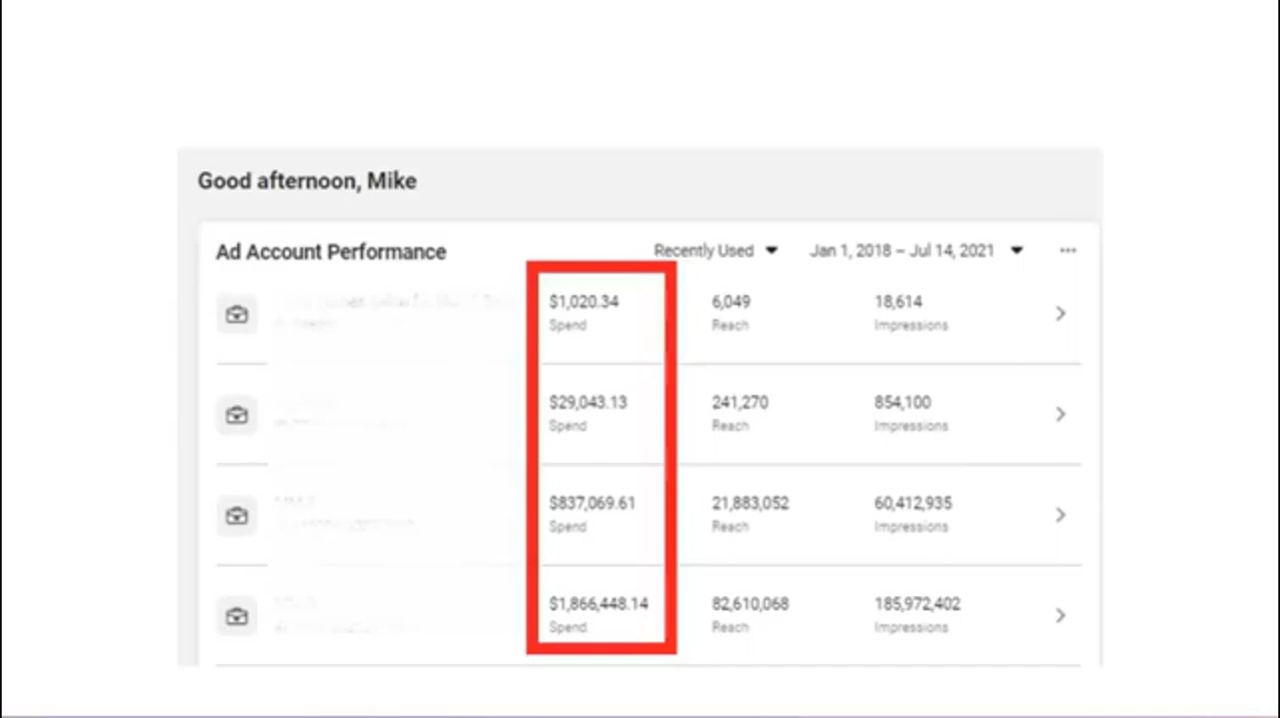 Good afternoon, Mike
Ad Account Performance Recently Used Jan 1, 2018 – Jul 14, 2021
$1,020.34 6,049 18,614
Spend Reach Impressions
$29,043.13 241,270 854,100
Spend Reach Impressions
$837,069.61 21,883,052 60,412,935
Spend Reach Impressions
$1,866,448.14 82,610,068 185,972,402
Spend Reach Impressions